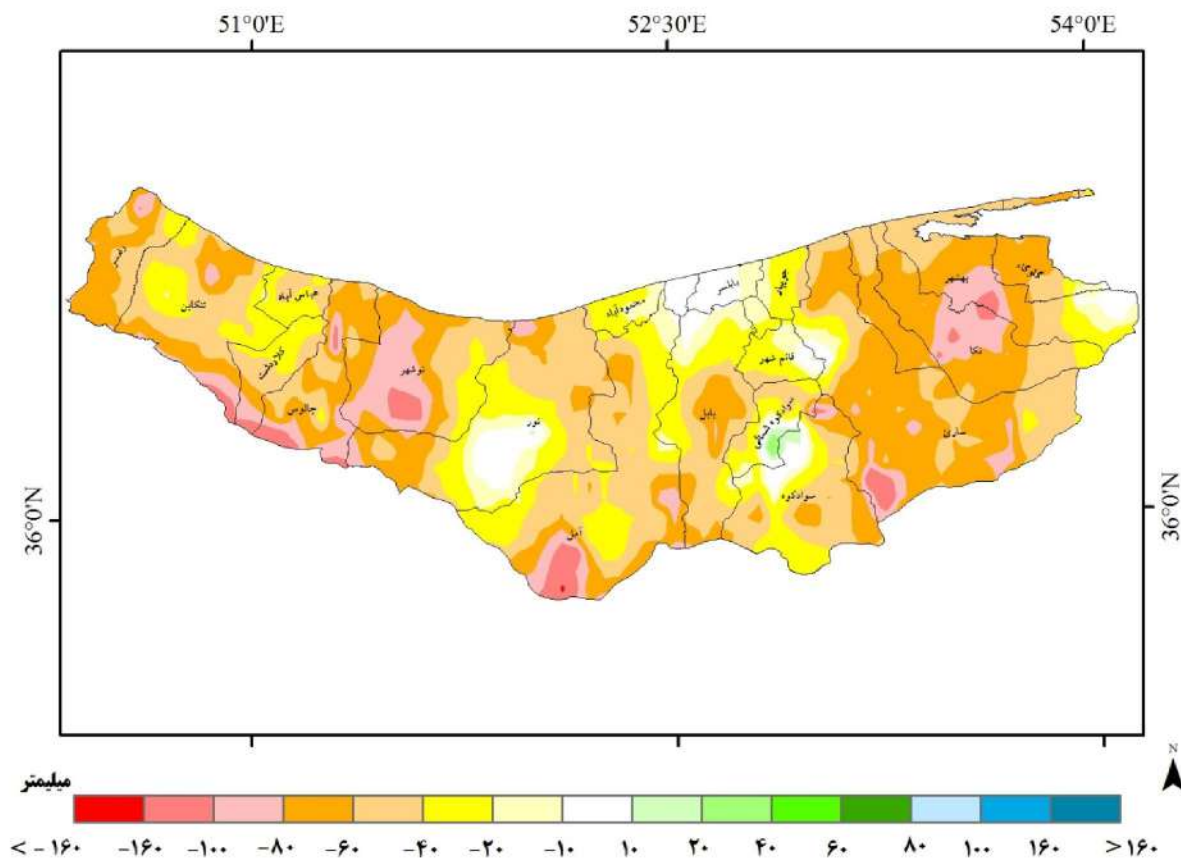 51°0'E 52°30'E 54°0'E
36°0'N
36°0'N
گلوگاه
بهشهر
نکا
ساری
جویبار
بابلسر
محمودآباد
قائم شهر
بابل
سوادکوه شمالی
سوادکوه
آمل
نور
نوشهر
چالوس
کلاردشت
عباس آباد
تنکابن
N
میلیمتر
< -۱۶۰ -۱۶۰ -۱۰۰ -۸۰ -۶۰ -۴۰ -۲۰ -۱۰ ۱۰ ۲۰ ۴۰ ۶۰ ۸۰ ۱۰۰ ۱۶۰ >۱۶۰